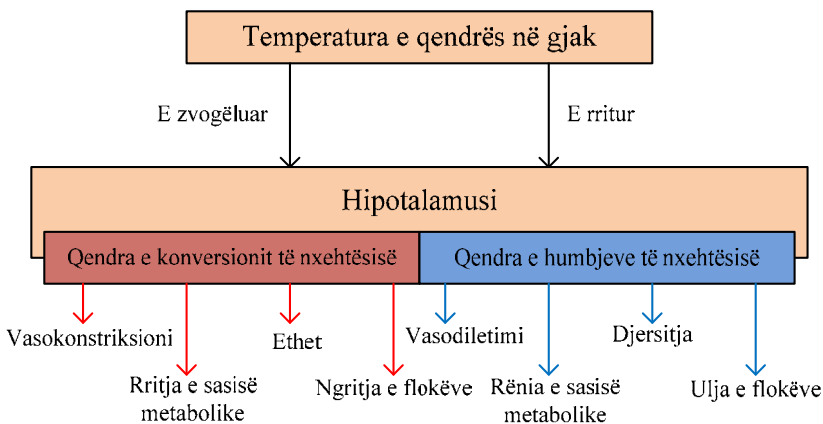 Temperatura e qendrës në gjak
E zvogëluar
E rritur
Hipotalamusi
Qendra e konversionit të nxehtësisë
Qendra e humbjeve të nxehtësisë
Vasokonstriksioni
Ethet
Vasodiletimi
Djersitja
Rritja e sasisë
metabolike
Ngritja e flokëve
Rënia e sasisë
metabolike
Ulja e flokëve